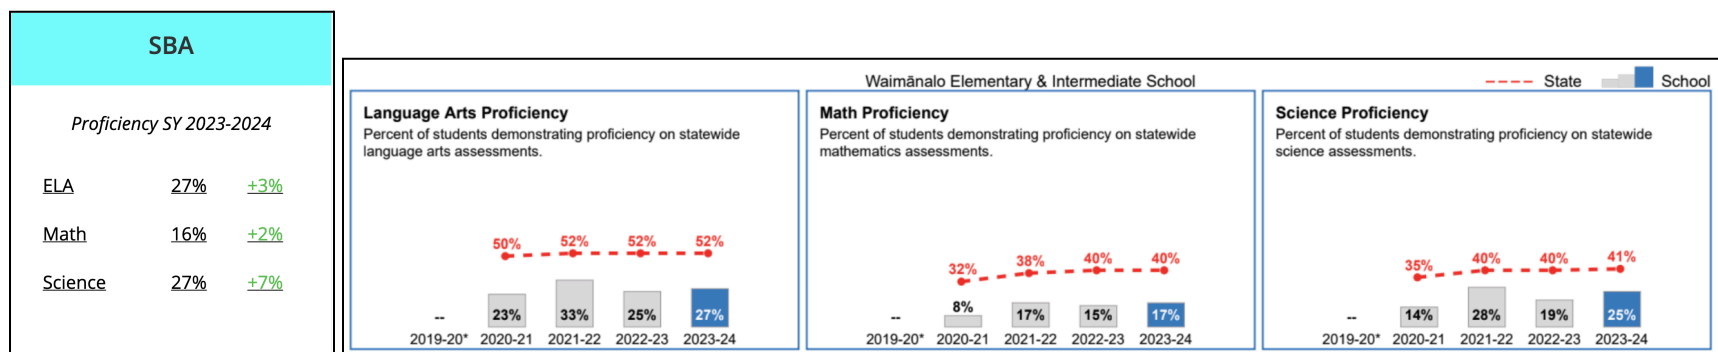 SBA
Proficiency SY 2023-2024
ELA 27% +3%
Math 16% +2%
Science 27% +7%
Waimānalo Elementary & Intermediate School
State School
Language Arts Proficiency
Percent of students demonstrating proficiency on statewide
language arts assessments.
50% 52% 52% 52%
-- 23% 33% 25% 27%
2019-20* 2020-21 2021-22 2022-23 2023-24
Math Proficiency
Percent of students demonstrating proficiency on statewide
mathematics assessments.
32% 38% 40% 40%
-- 8% 17% 15% 17%
2019-20* 2020-21 2021-22 2022-23 2023-24
Science Proficiency
Percent of students demonstrating proficiency on statewide
science assessments.
35% 40% 40% 41%
-- 14% 28% 19% 25%
2019-20* 2020-21 2021-22 2022-23 2023-24